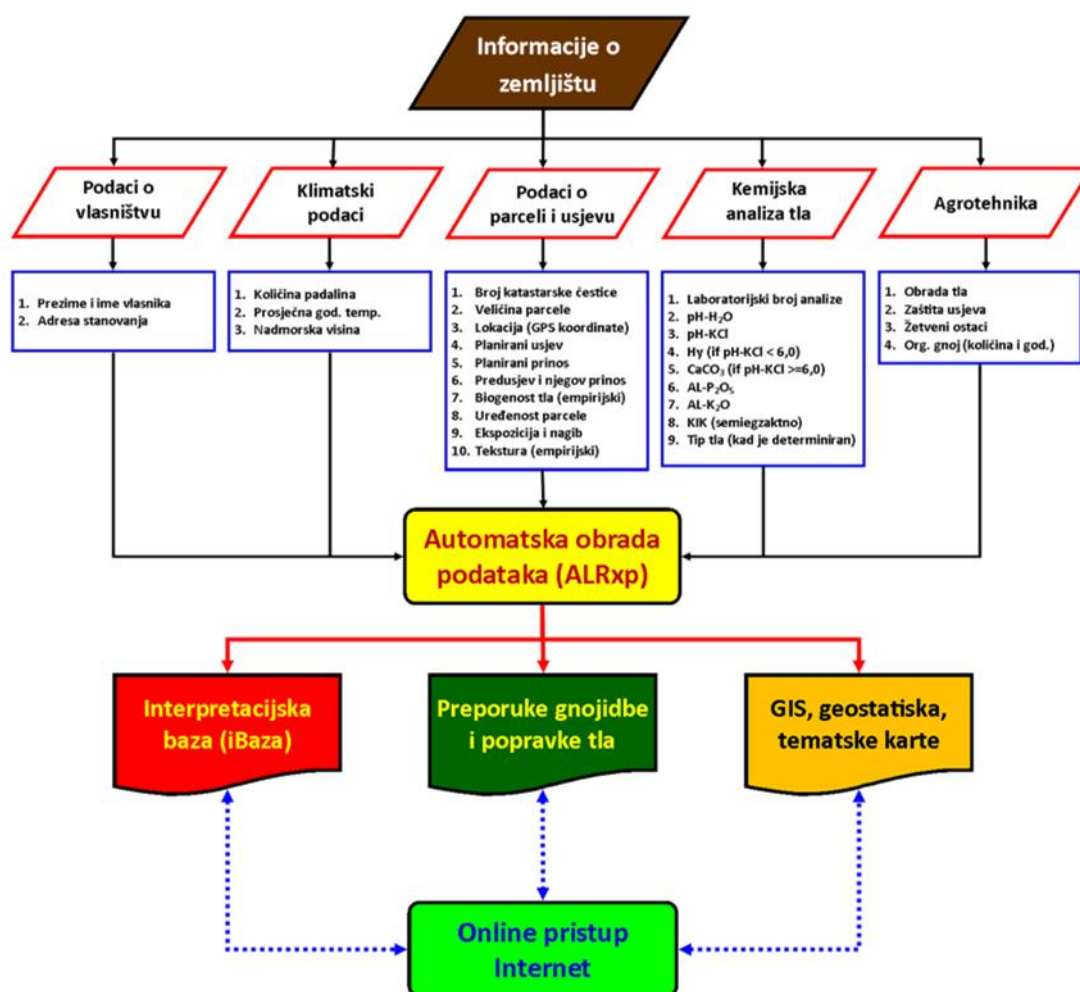 Informacije o
zemljištu
Podaci o
vlasništvu
Klimatski
podaci
Podaci o
parceli i usjevu
Kemijska
analiza tla
Agrotehnika
1. Prezime i ime vlasnika
2. Adresa stanovanja
1. Količina padalina
2. Prosječna god. temp.
3. Nadmorska visina
1. Broj katastarske čestice
2. Veličina parcele
3. Lokacija (GPS koordinate)
4. Planirani usjev
5. Planirani prinos
6. Predusjev i njegov prinos
7. Biogenost tla (empirijski)
8. Uređenost parcele
9. Ekspozicija i nagib
10. Tekstura (empirijski)
1. Laboratorijski broj analize
2. pH-H₂O
3. pH-KCl
4. Hy (if pH-KCl < 6,0)
5. CaCO₃ (if pH-KCl >=6,0)
6. AL-P₂O₅
7. AL-K₂O
8. KIK (semiegzaktno)
9. Tip tla (kad je determiniran)
1. Obrada tla
2. Zaštita usjeva
3. Žetveni ostaci
4. Org. gnoj (količina i god.)
Automatska obrada
podataka (ALRxp)
Interpretacijska
baza (iBaza)
Preporuke gnojidbe
i popravke tla
GIS, geostatiska,
tematske karte
Online pristup
Internet